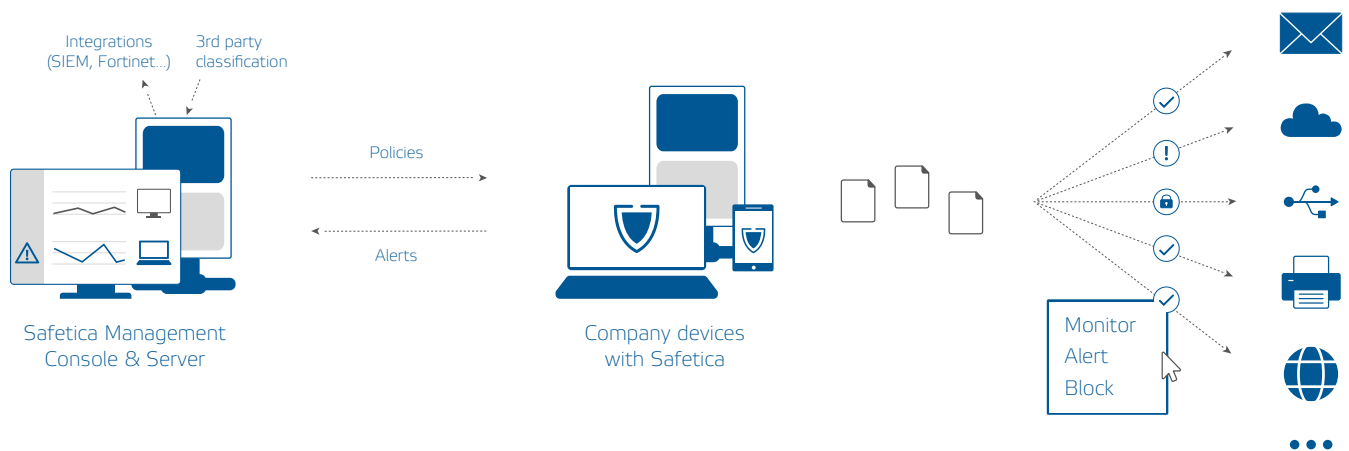 Integrations
(SIEM, Fortinet...)
3rd party
classification
Policies
Alerts
Safetica Management
Console & Server
Company devices
with Safetica
Monitor
Alert
Block